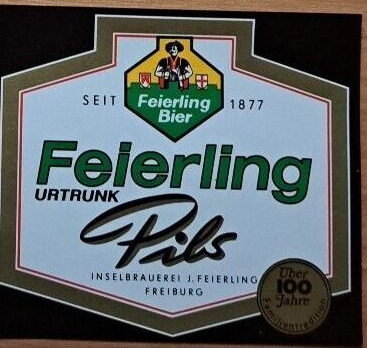 Feierling
Bier
SEIT 1877
Feierling
URTRUNK
Pils
INSELBRAUEREI J. FEIERLING
FREIBURG
Über
100
Jahre
Familientradition